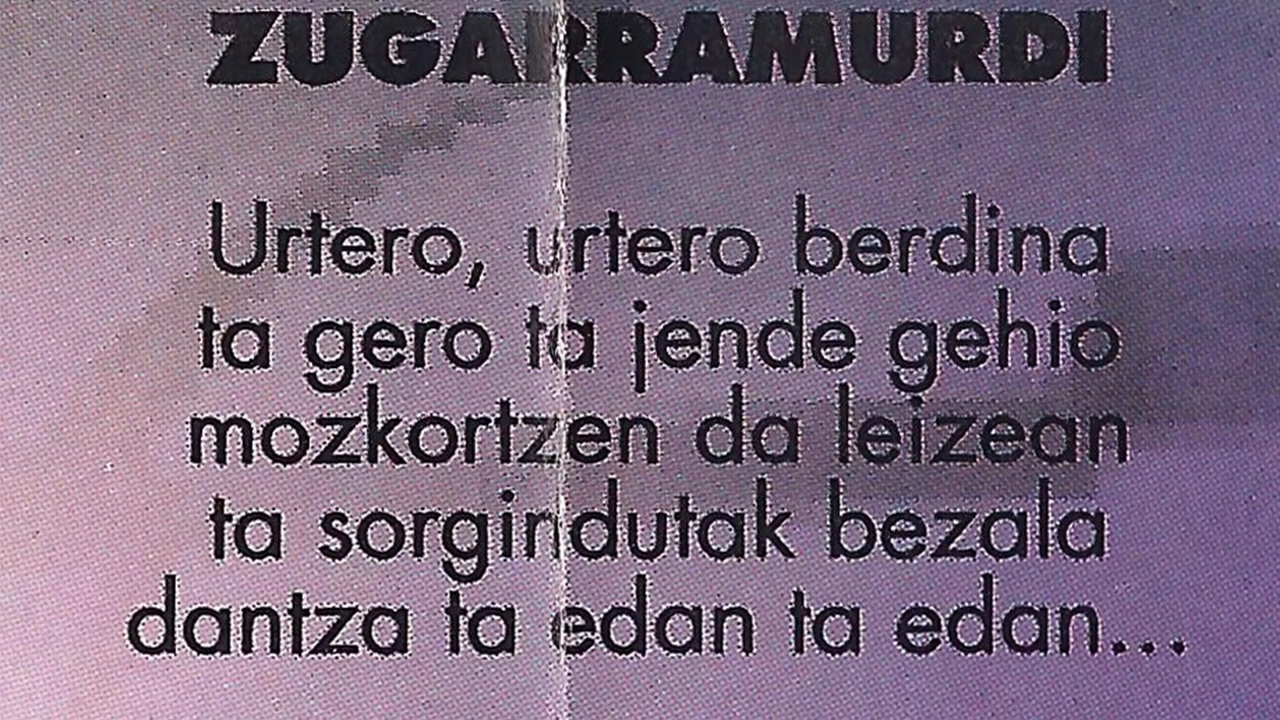 ZUGARRAMURDI
Urtero, urtero berdina
ta gero ta jende gehio
mozkortzen da leizean
ta sorgindutak bezala
dantza ta edan ta edan...